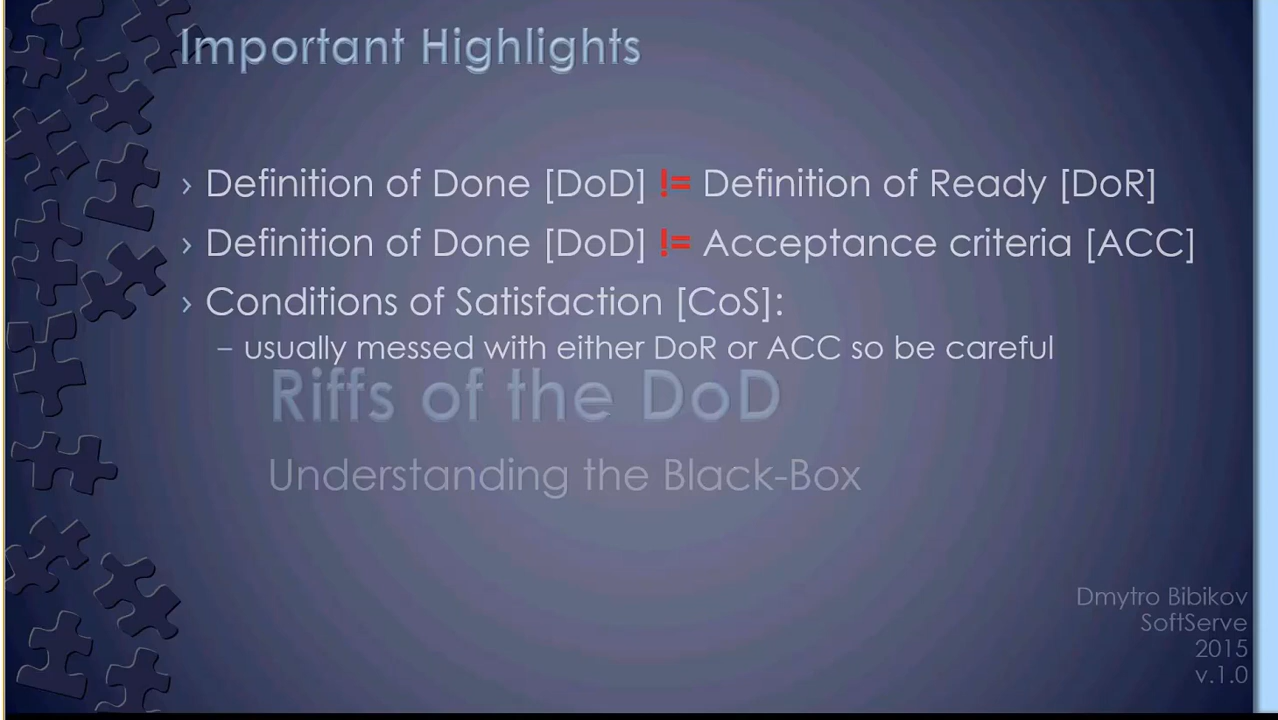 Important Highlights
› Definition of Done [DoD] != Definition of Ready [DoR]
› Definition of Done [DoD] != Acceptance criteria [ACC]
› Conditions of Satisfaction [CoS]:
– usually messed with either DoR or ACC so be careful
Riffs of the DoD
Understanding the Black-Box
Dmytro Bibikov
SoftServe
2015
v.1.0